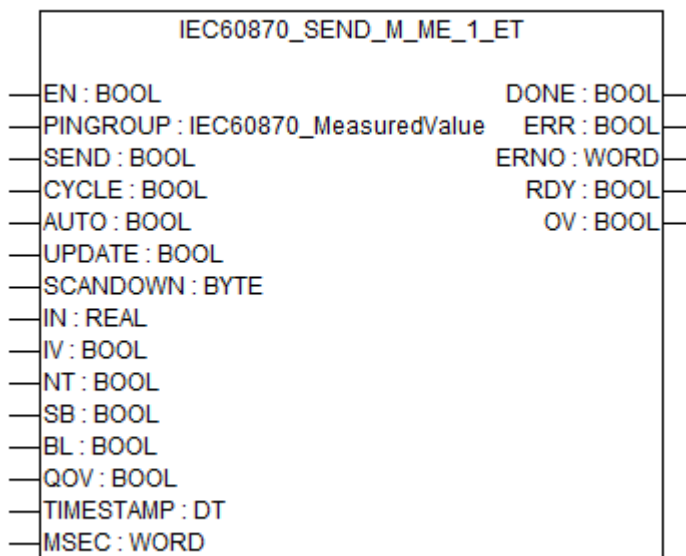 IEC60870_SEND_M_ME_1_ET
EN : BOOL DONE : BOOL
PINGROUP : IEC60870_MeasuredValue ERR : BOOL
SEND : BOOL ERNO : WORD
CYCLE : BOOL RDY : BOOL
AUTO : BOOL OV : BOOL
UPDATE : BOOL
SCANDOWN : BYTE
IN : REAL
IV : BOOL
NT : BOOL
SB : BOOL
BL : BOOL
QOV : BOOL
TIMESTAMP : DT
MSEC : WORD